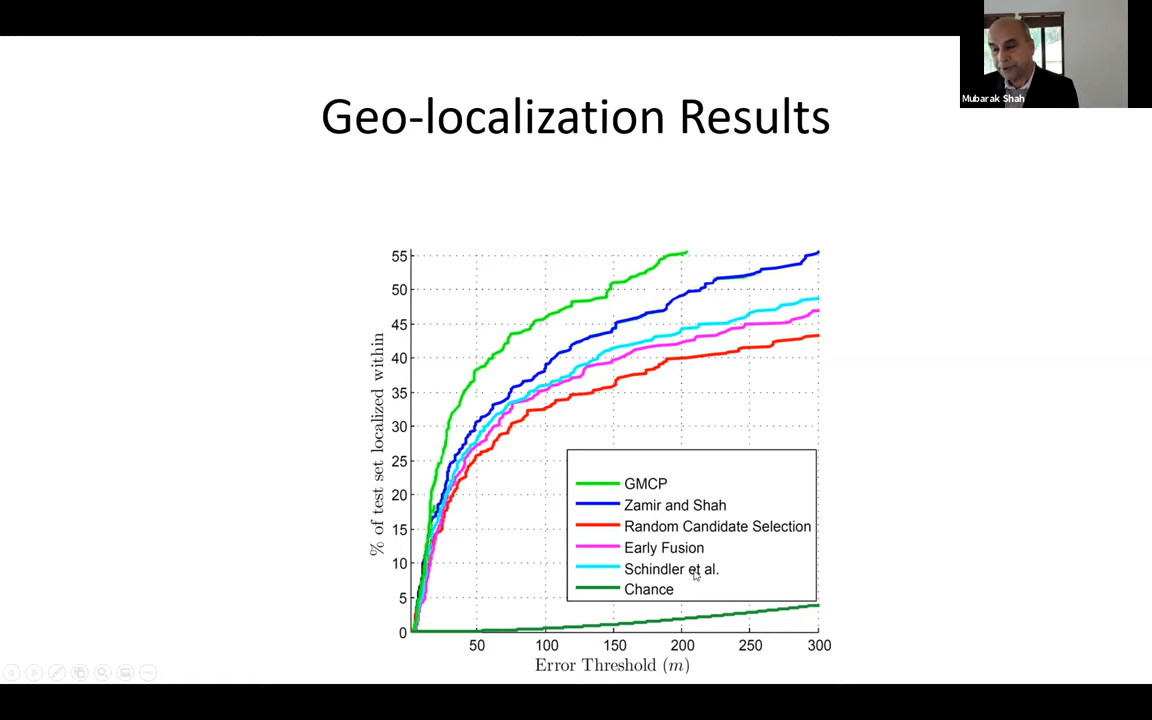 Mubarak Shah
Geo-localization Results
% of test set localized within
55
50
45
40
35
30
25
20
15
10
5
0
GMCP
Zamir and Shah
Random Candidate Selection
Early Fusion
Schindler et al.
Chance
50 100 150 200 250 300
Error Threshold (m)